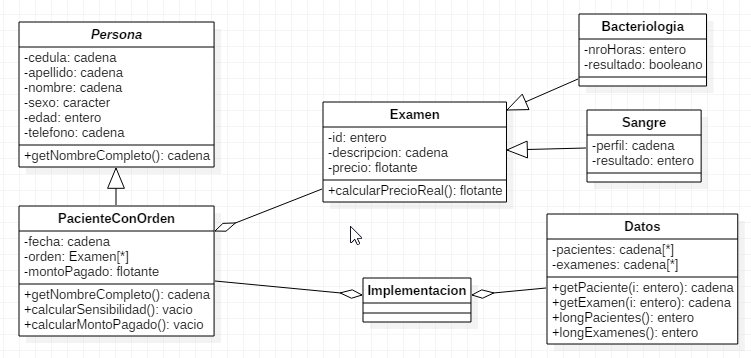 Persona
-cedula: cadena
-apellido: cadena
-nombre: cadena
-sexo: caracter
-edad: entero
-telefono: cadena
+getNombreCompleto(): cadena
PacienteConOrden
-fecha: cadena
-orden: Examen[*]
-montoPagado: flotante
+getNombreCompleto(): cadena
+calcularSensibilidad(): vacio
+calcularMontoPagado(): vacio
Examen
-id: entero
-descripcion: cadena
-precio: flotante
+calcularPrecioReal(): flotante
Bacteriologia
-nroHoras: entero
-resultado: booleano
Sangre
-perfil: cadena
-resultado: entero
Implementacion
Datos
-pacientes: cadena[*]
-examenes: cadena[*]
+getPaciente(i: entero): cadena
+getExamen(i: entero): cadena
+longPacientes(): entero
+longExamenes(): entero